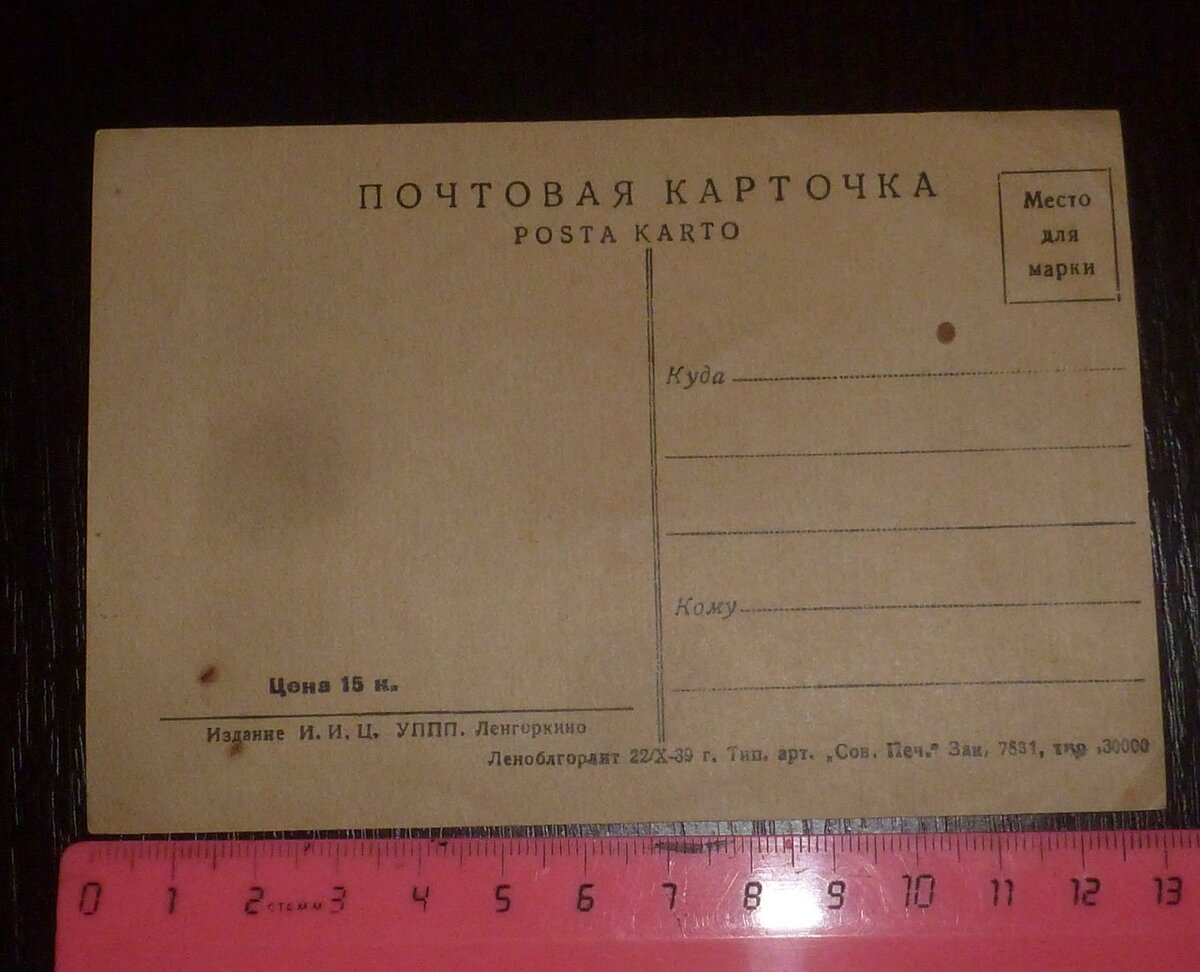 ПОЧТОВАЯ КАРТОЧКА
POSTA KARTO
Место
для
марки
Куда
Кому
Цена 15 к.
Издание И. И. Ц. УППП. Ленгоркино
Леноблгорлит 22/X-39 г. Тип. арт. „Сов. Печ.“ Зак. 7531, тир 30000
0 1 2 3 4 5 6 7 8 9 10 11 12 13